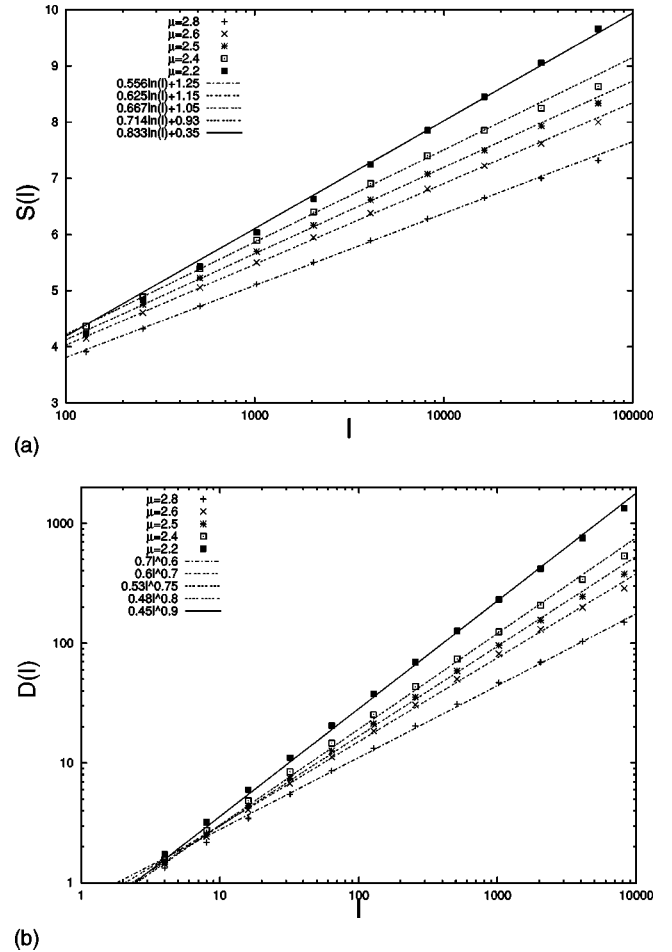 10
9
8
7
6
5
4
3
S(l)
μ=2.8
μ=2.6
μ=2.5
μ=2.4
μ=2.2
0.556ln(l)+1.25
0.625ln(l)+1.15
0.667ln(l)+1.05
0.714ln(l)+0.93
0.833ln(l)+0.35
100
1000
10000
100000
l
(a)
1000
100
10
1
D(l)
μ=2.8
μ=2.6
μ=2.5
μ=2.4
μ=2.2
0.7l^0.6
0.6l^0.7
0.53l^0.75
0.48l^0.8
0.45l^0.9
1
10
100
1000
10000
l
(b)